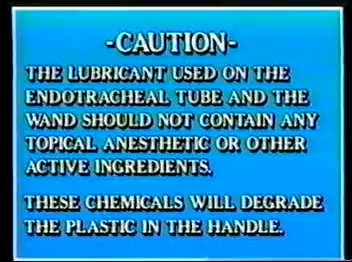 -CAUTION-
THE LUBRICANT USED ON THE
ENDOTRACHEAL TUBE AND THE
WAND SHOULD NOT CONTAIN ANY
TOPICAL ANESTHETIC OR OTHER
ACTIVE INGREDIENTS.
THESE CHEMICALS WILL DEGRADE
THE PLASTIC IN THE HANDLE.